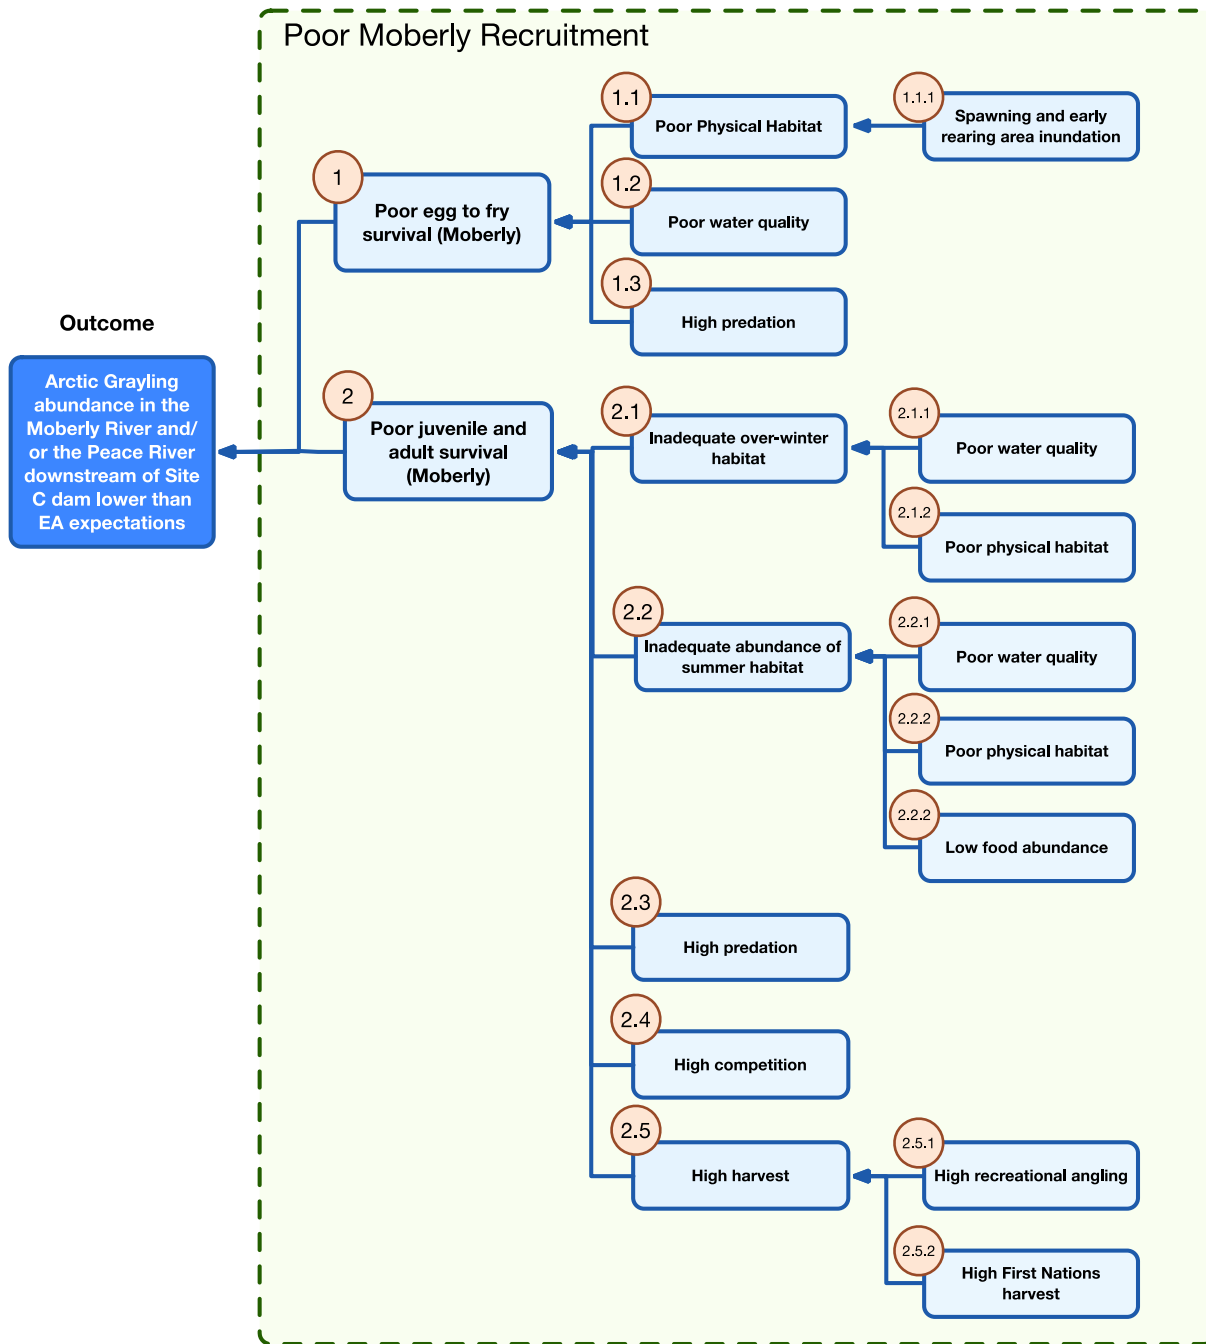 Poor Moberly Recruitment
Outcome
Arctic Grayling
abundance in the
Moberly River and/
or the Peace River
downstream of Site
C dam lower than
EA expectations
1
Poor egg to fry
survival (Moberly)
1.1
Poor Physical Habitat
1.1.1
Spawning and early
rearing area inundation
1.2
Poor water quality
1.3
High predation
2
Poor juvenile and
adult survival
(Moberly)
2.1
Inadequate over-winter
habitat
2.1.1
Poor water quality
2.1.2
Poor physical habitat
2.2
Inadequate abundance of
summer habitat
2.2.1
Poor water quality
2.2.2
Poor physical habitat
2.2.2
Low food abundance
2.3
High predation
2.4
High competition
2.5
High harvest
2.5.1
High recreational angling
2.5.2
High First Nations
harvest